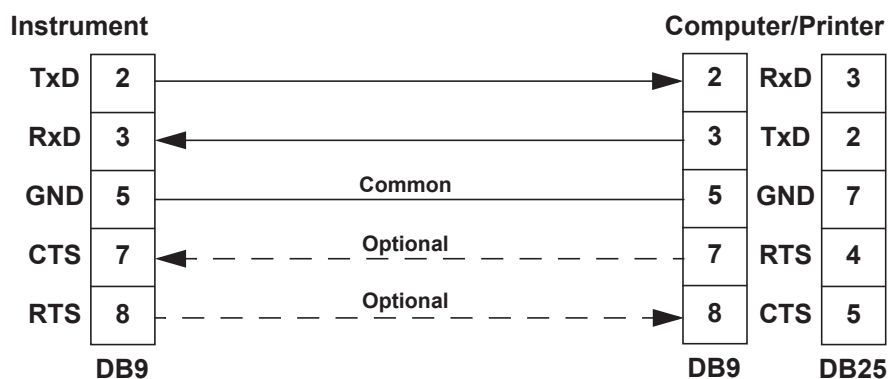 Instrument Computer/Printer
TxD 2 2 RxD 3
RxD 3 3 TxD 2
GND 5 Common 5 GND 7
CTS 7 Optional 7 RTS 4
RTS 8 Optional 8 CTS 5
DB9 DB9 DB25